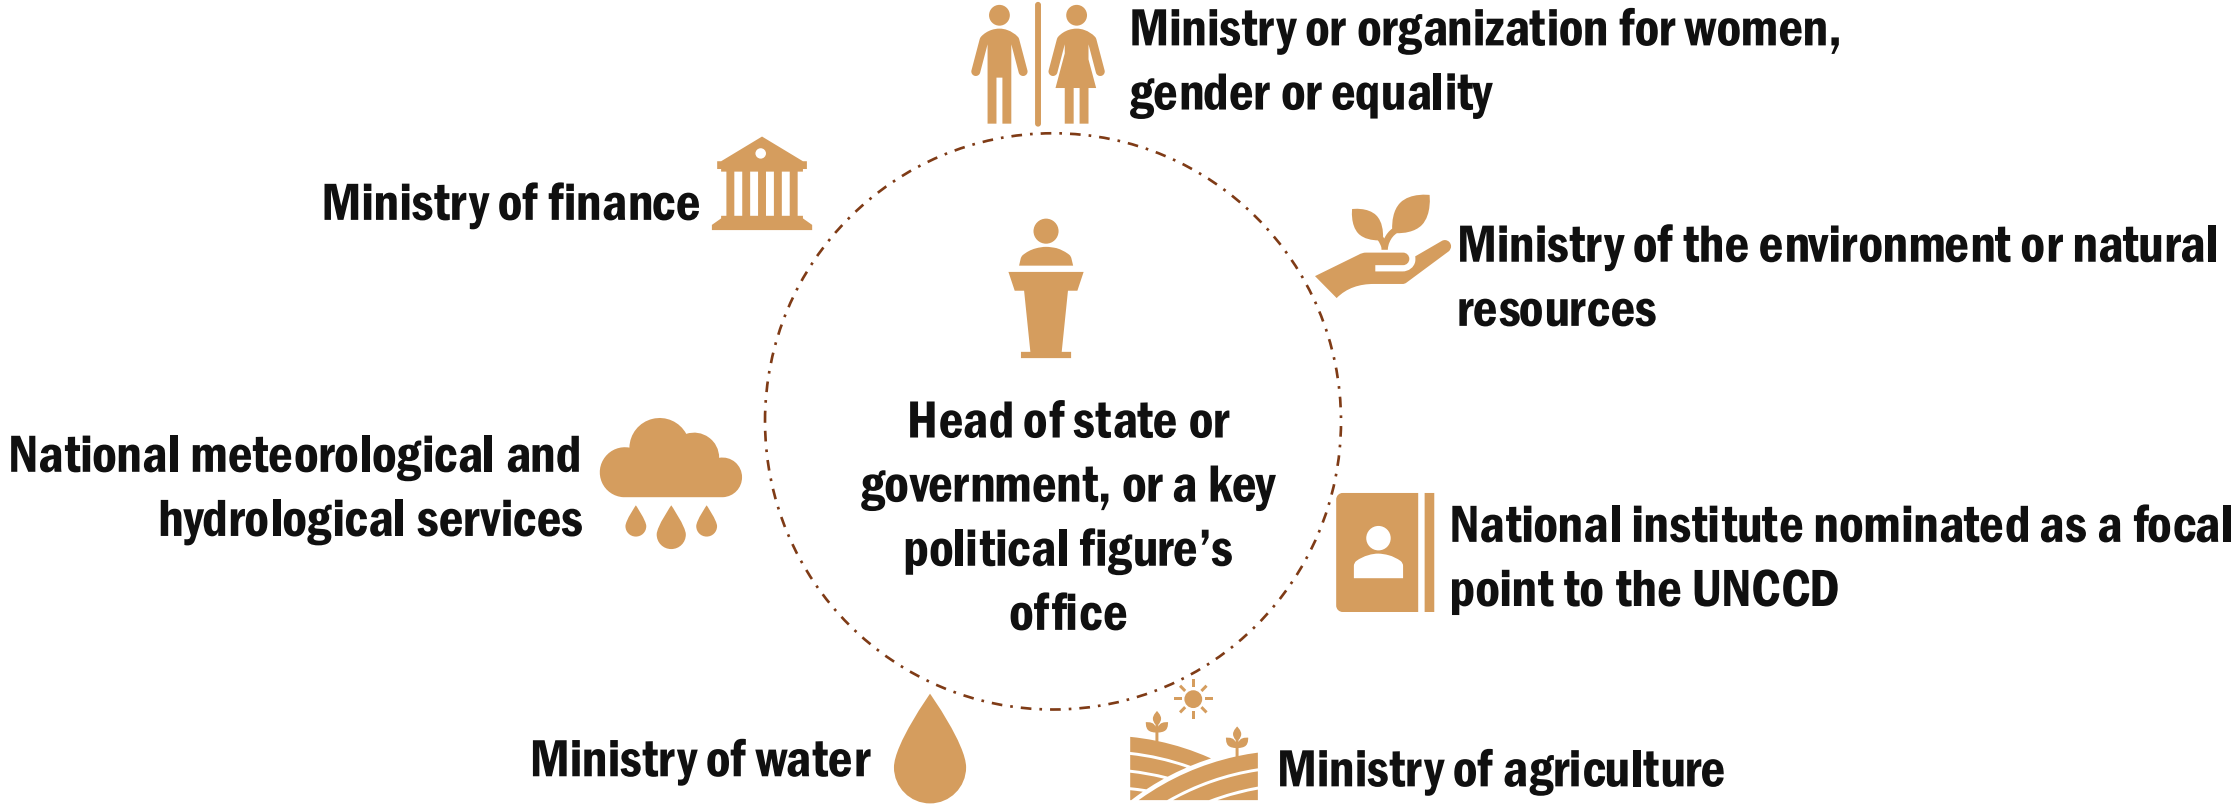 Ministry or organization for women,
gender or equality
Ministry of finance
Ministry of the environment or natural
resources
Head of state or
government, or a key
political figure’s
office
National meteorological and
hydrological services
National institute nominated as a focal
point to the UNCCD
Ministry of water
Ministry of agriculture